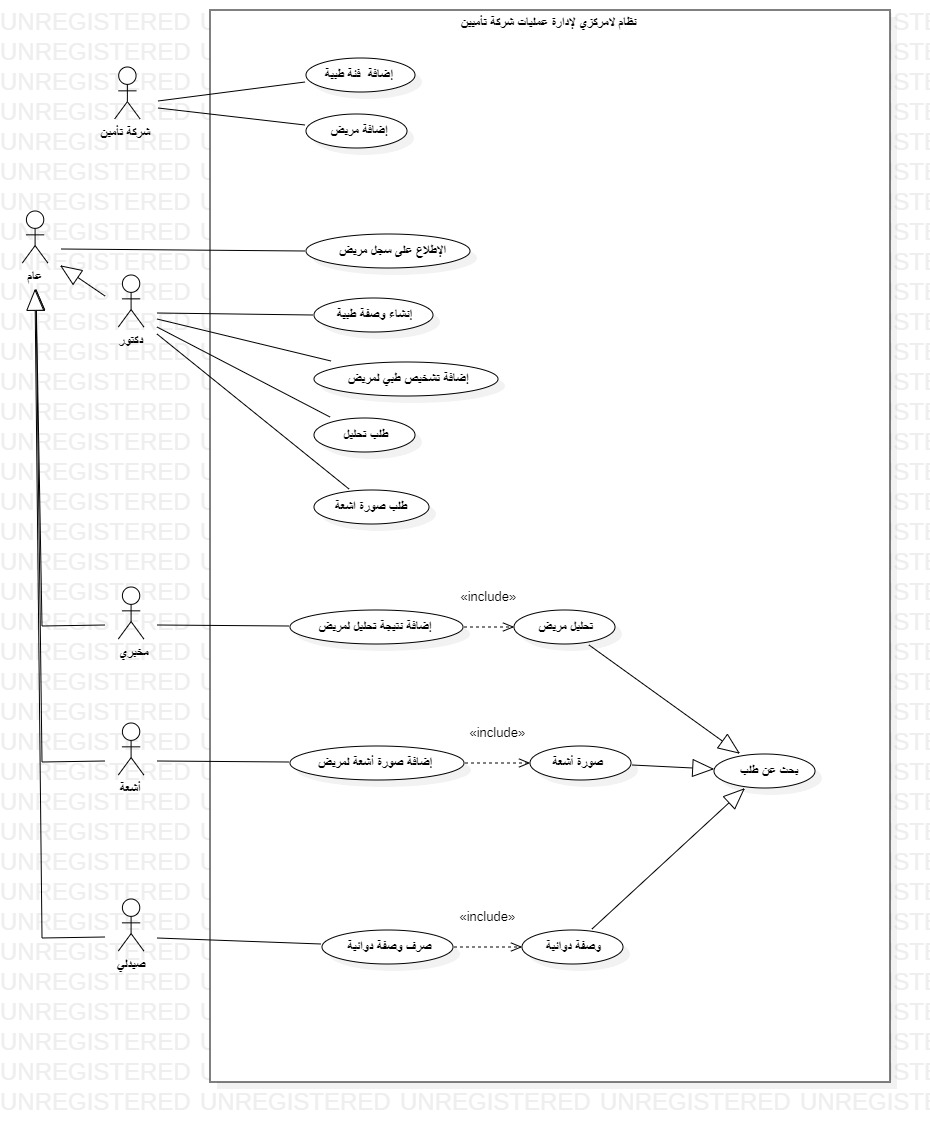 نظام لامركزي لإدارة عمليات شركة تأميين
إضافة فئة طبية
شركة تأمين
إضافة مريض
الإطلاع على سجل مريض
عام
إنشاء وصفة طبية
دكتور
إضافة تشخيص طبي لمريض
طلب تحليل
طلب صورة اشعة
«include»
إضافة نتيجة تحليل لمريض
تحليل مريض
مخبري
«include»
إضافة صورة أشعة لمريض
صورة أشعة
بحث عن طلب
أشعة
«include»
صرف وصفة دوائية
وصفة دوائية
صيدلي
UNREGISTERED UNREGISTERED UNREGISTERED UNREGISTERED